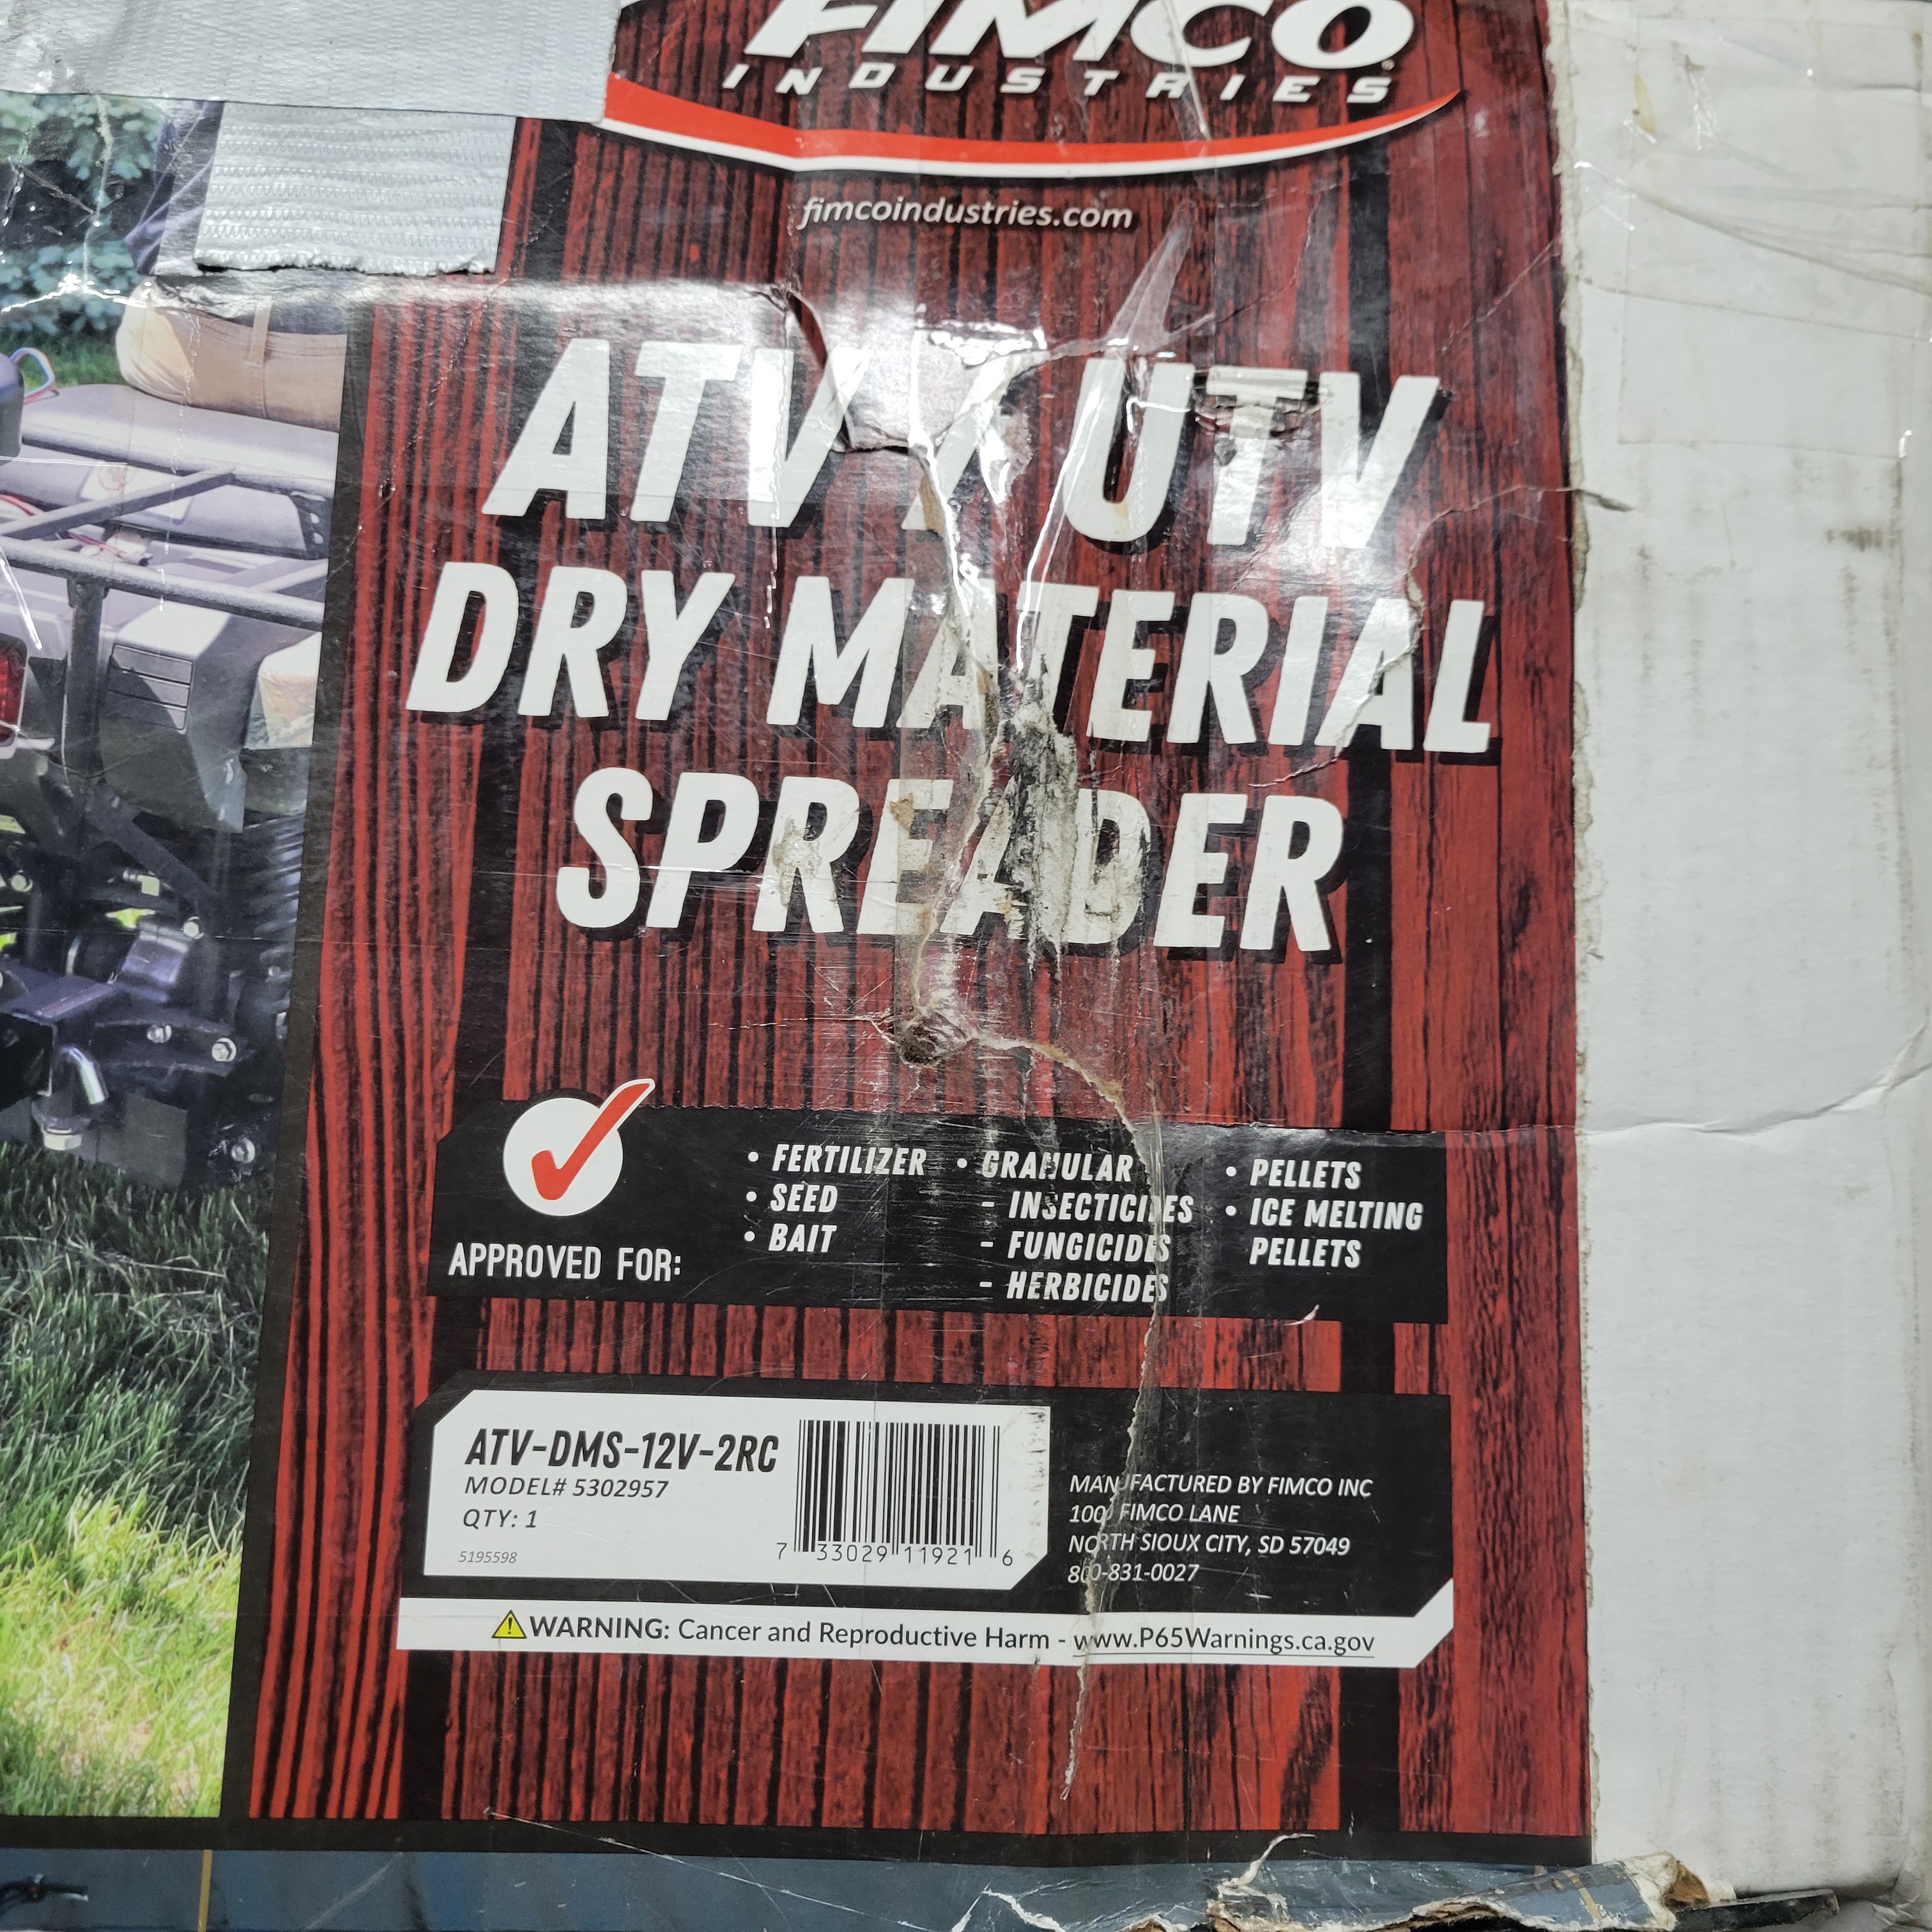 FIMCO
INDUSTRIES
fimcoindustries.com
ATV / UTV
DRY MATERIAL
SPREADER
APPROVED FOR:
• FERTILIZER
• SEED
• BAIT
• GRANULAR
- INSECTICIDES
- FUNGICIDES
- HERBICIDES
• PELLETS
• ICE MELTING
PELLETS
ATV-DMS-12V-2RC
MODEL# 5302957
QTY: 1
5195598
7 33029 11921 6
MANUFACTURED BY FIMCO INC
FIMCO LANE
NORTH SIOUX CITY, SD 57049
800-831-0027
WARNING: Cancer and Reproductive Harm - www.P65Warnings.ca.gov